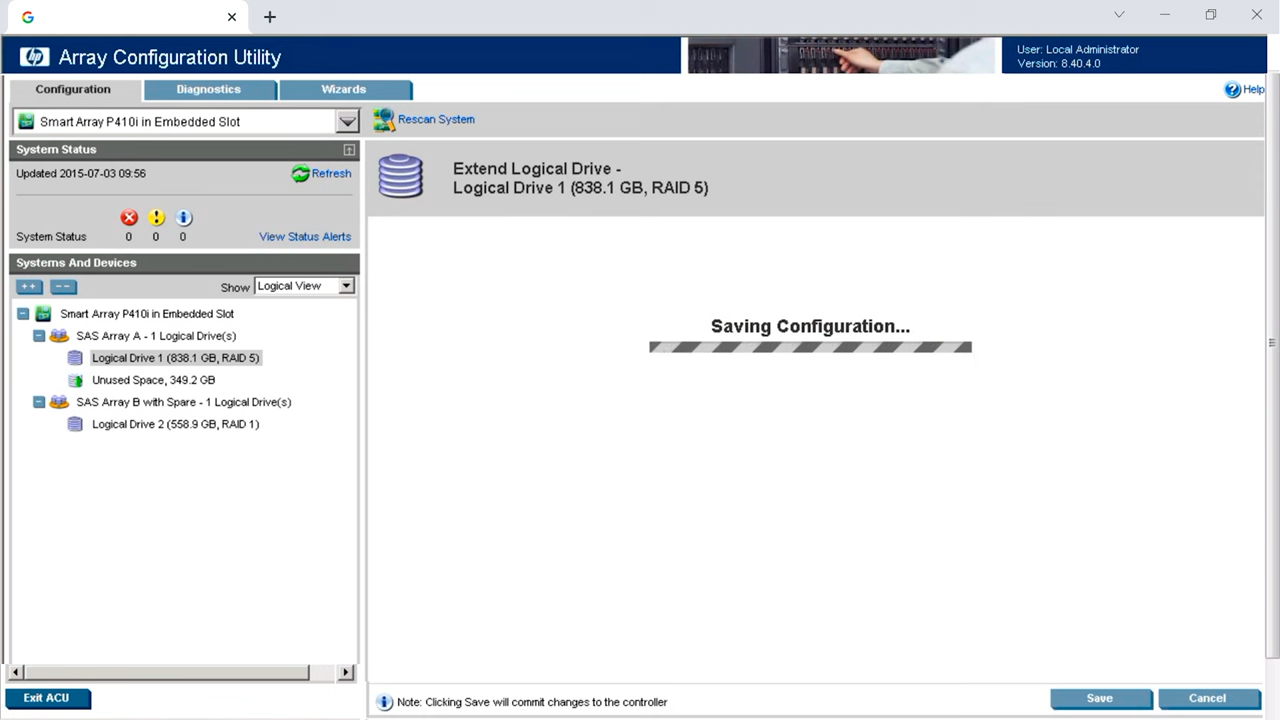 hp Array Configuration Utility
User: Local Administrator
Version: 8.40.4.0
Configuration
Diagnostics
Wizards
Help
Smart Array P410i in Embedded Slot
Rescan System
System Status
Updated 2015-07-03 09:56
Refresh
System Status 0 0 0 View Status Alerts
Systems And Devices
++ -- Show Logical View
Smart Array P410i in Embedded Slot
SAS Array A - 1 Logical Drive(s)
Logical Drive 1 (838.1 GB, RAID 5)
Unused Space, 349.2 GB
SAS Array B with Spare - 1 Logical Drive(s)
Logical Drive 2 (558.9 GB, RAID 1)
Exit ACU
Extend Logical Drive -
Logical Drive 1 (838.1 GB, RAID 5)
Saving Configuration...
Note: Clicking Save will commit changes to the controller
Save
Cancel